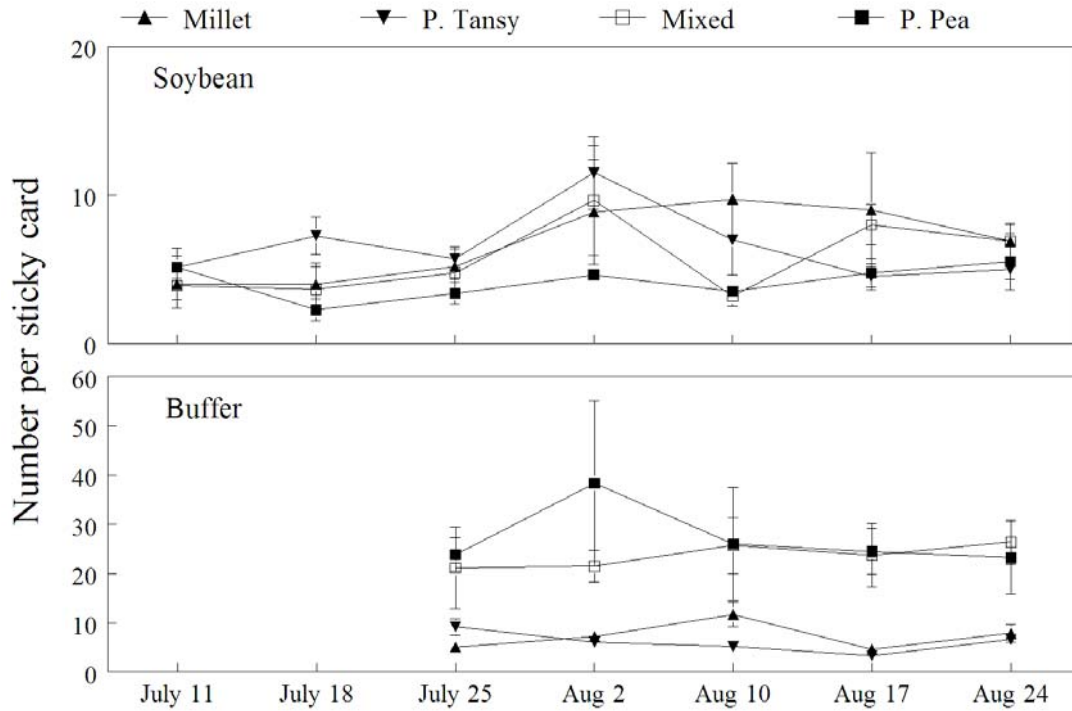 Millet P. Tansy Mixed P. Pea
20
Soybean
10
0
Number per sticky card
60
Buffer
50
40
30
20
10
0
July 11 July 18 July 25 Aug 2 Aug 10 Aug 17 Aug 24